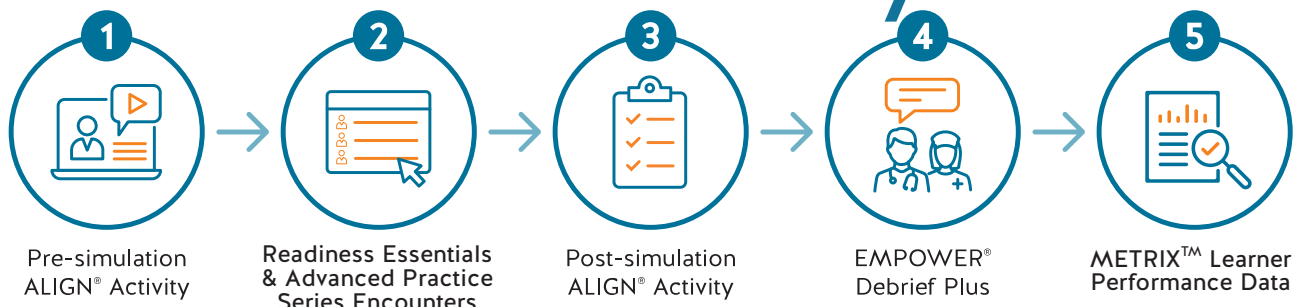 1
2
3
4
5
Pre-simulation
ALIGN® Activity
Readiness Essentials
& Advanced Practice
Series Encounters
Post-simulation
ALIGN® Activity
EMPOWER®
Debrief Plus
METRIX™ Learner
Performance Data